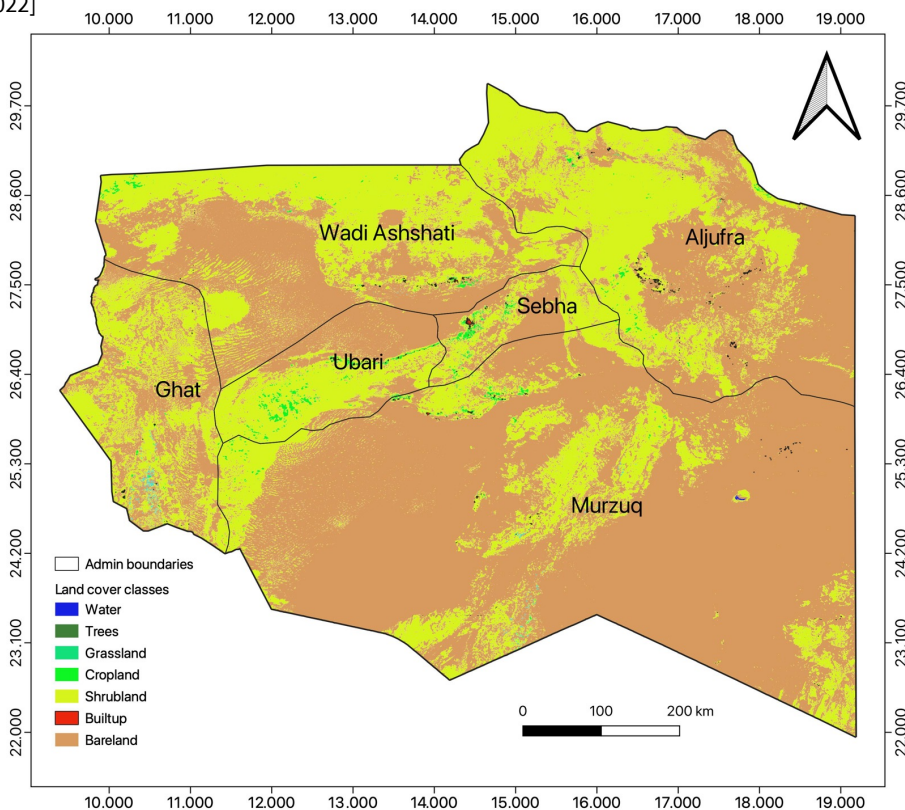 022]
10.000 11.000 12.000 13.000 14.000 15.000 16.000 17.000 18.000 19.000
29.700 29.700
28.600 28.600
Wadi Ashshati
Aljufra
27.500 27.500
Sebha
Ubari
26.400 26.400
Ghat
25.300 25.300
Murzuq
24.200 24.200
Admin boundaries
Land cover classes
Water
Trees
23.100 23.100
Grassland
Cropland
Shrubland
0 100 200 km
Builtup
22.000 22.000
Bareland
10.000 11.000 12.000 13.000 14.000 15.000 16.000 17.000 18.000 19.000